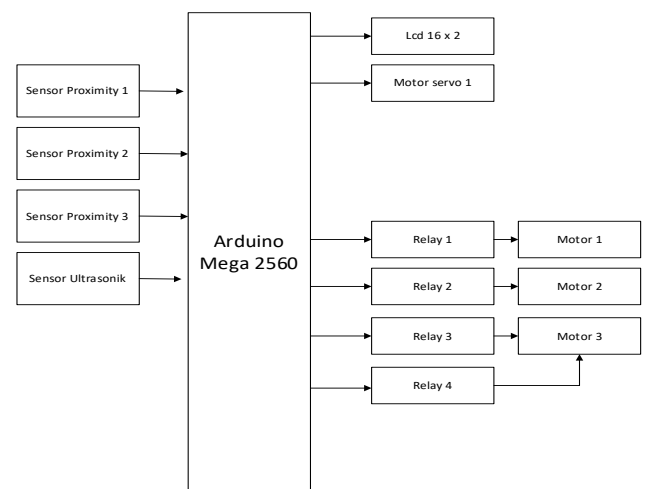 Lcd 16 x 2
Motor servo 1
Sensor Proximity 1
Sensor Proximity 2
Sensor Proximity 3
Sensor Ultrasonik
Arduino
Mega 2560
Relay 1
Motor 1
Relay 2
Motor 2
Relay 3
Motor 3
Relay 4